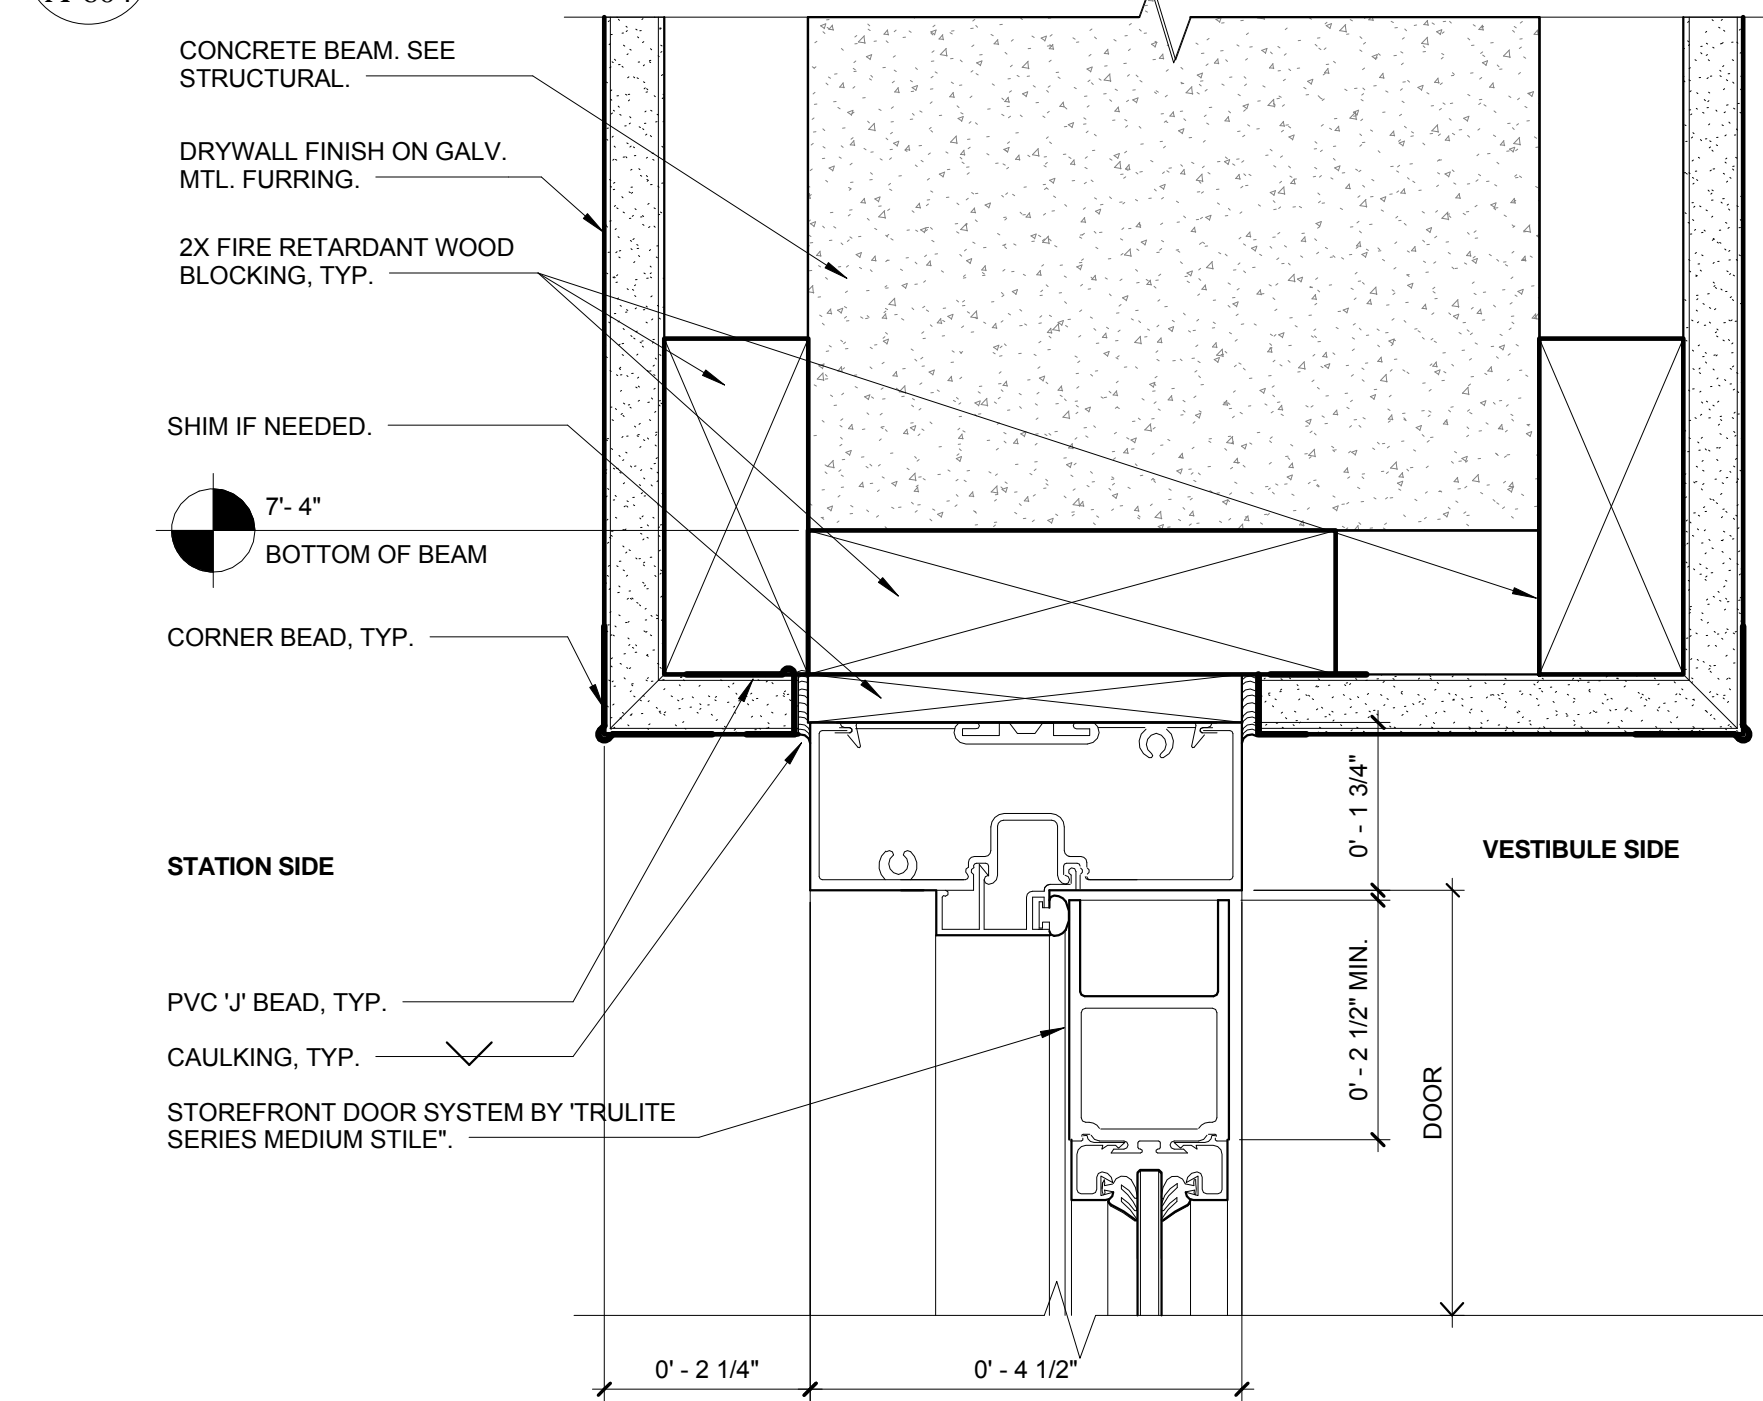 CONCRETE BEAM. SEE
STRUCTURAL.
DRYWALL FINISH ON GALV.
MTL. FURRING.
2X FIRE RETARDANT WOOD
BLOCKING, TYP.
SHIM IF NEEDED.
7'- 4"
BOTTOM OF BEAM
CORNER BEAD, TYP.
0' - 1 3/4"
STATION SIDE
VESTIBULE SIDE
PVC 'J' BEAD, TYP.
CAULKING, TYP.
0' - 2 1/2" MIN.
DOOR
STOREFRONT DOOR SYSTEM BY 'TRULITE
SERIES MEDIUM STILE".
0' - 2 1/4"
0' - 4 1/2"